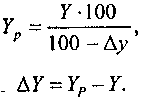 Y_p = Y·100 / 100 − Δy,
ΔY = Y_P − Y.